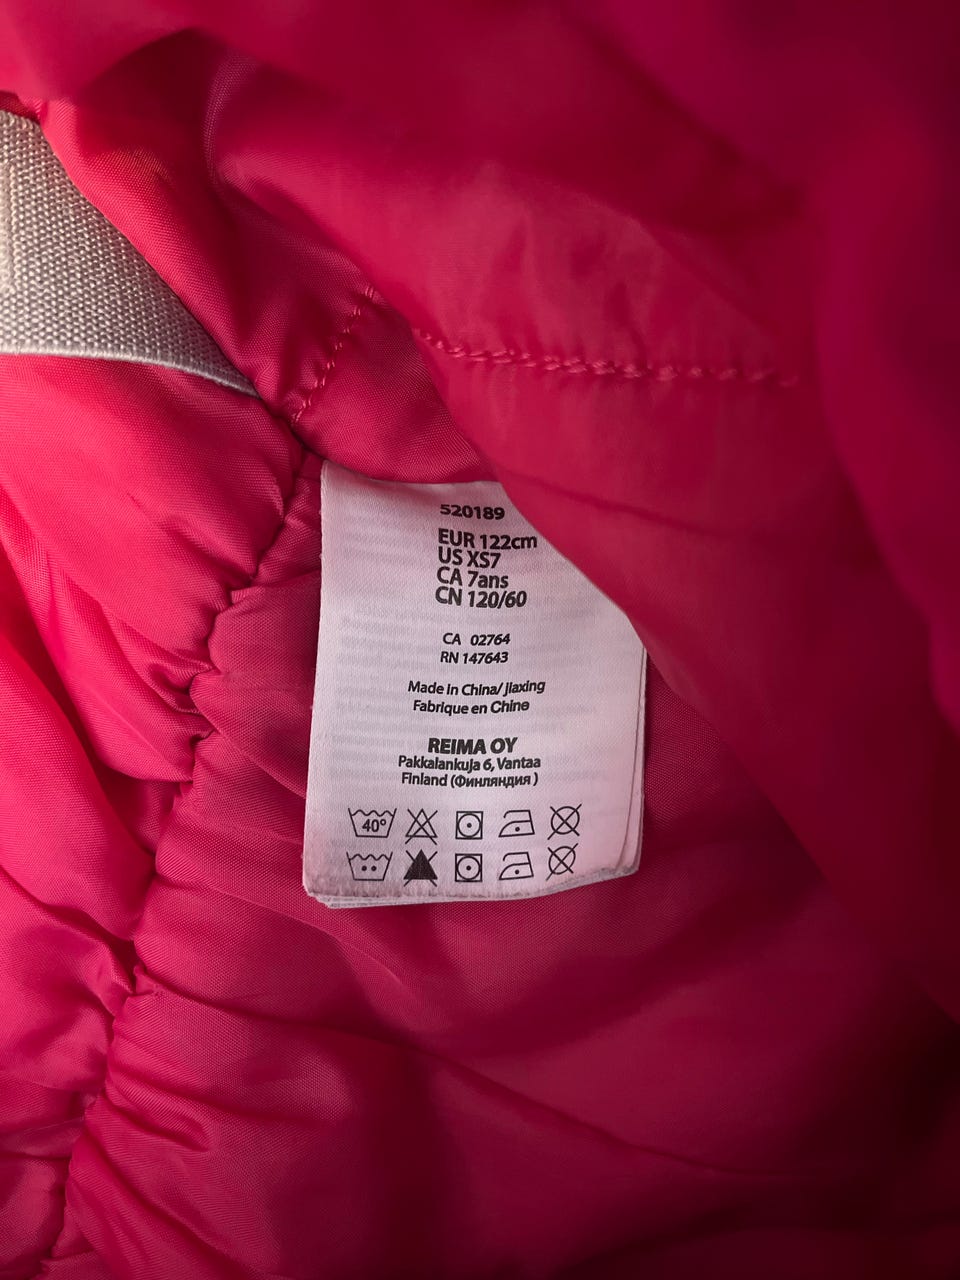 520189
EUR 122cm
US XS7
CA 7ans
CN 120/60
CA 02764
RN 147643
Made in China/ Jiaxing
Fabrique en Chine
REIMA OY
Pakkalankuja 6, Vantaa
Finland (Финляндия )
40°